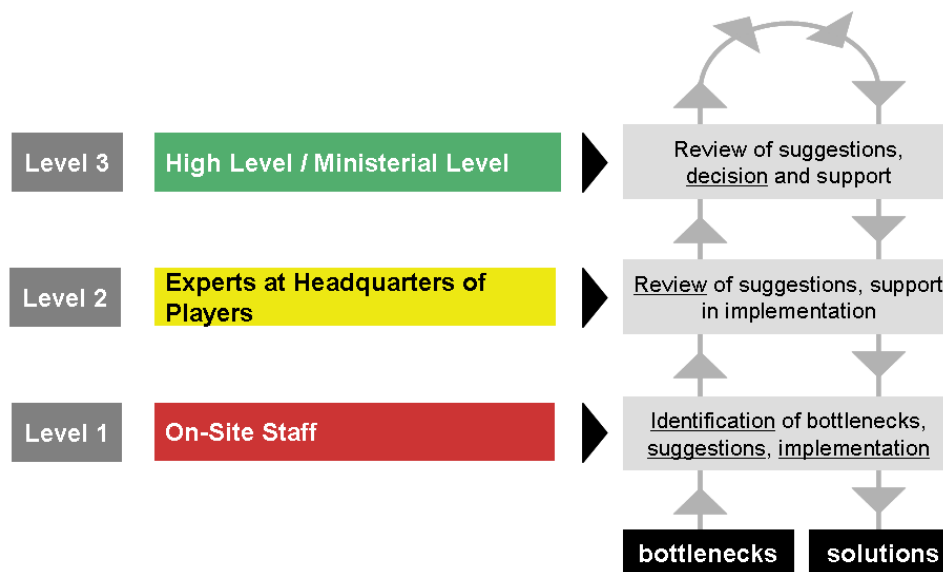 Level 3
High Level / Ministerial Level
Review of suggestions,
decision and support
Level 2
Experts at Headquarters of
Players
Review of suggestions, support
in implementation
Level 1
On-Site Staff
Identification of bottlenecks,
suggestions, implementation
bottlenecks
solutions